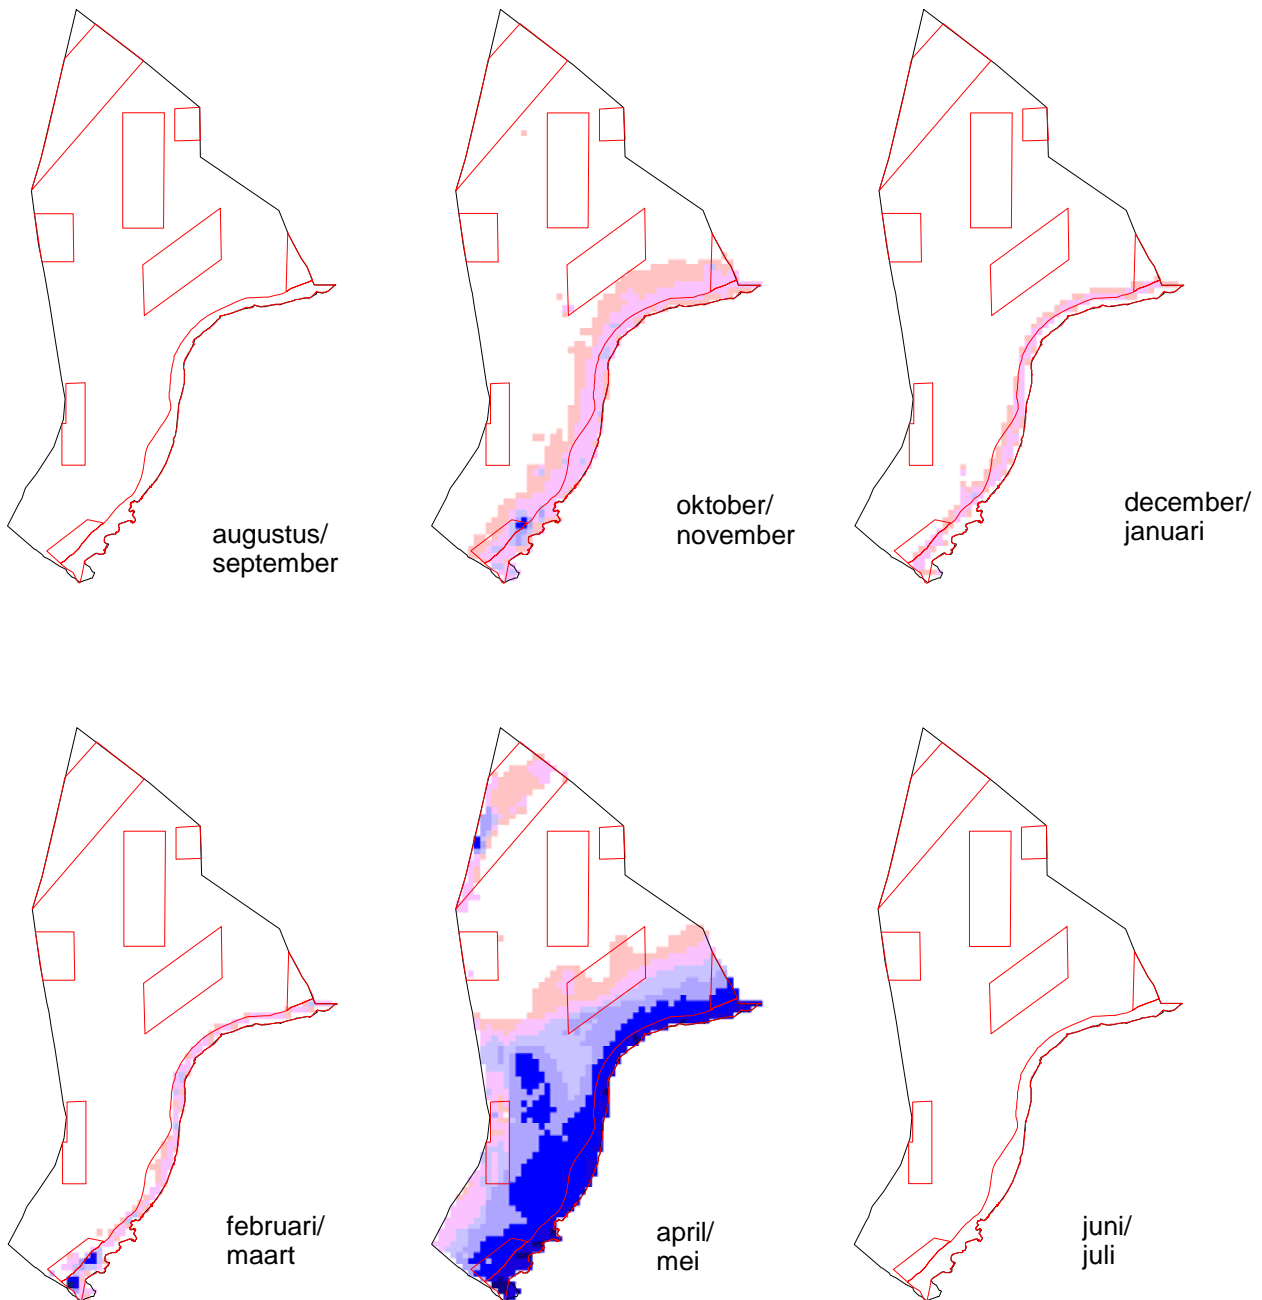 augustus/
september
oktober/
november
december/
januari
februari/
maart
april/
mei
juni/
juli